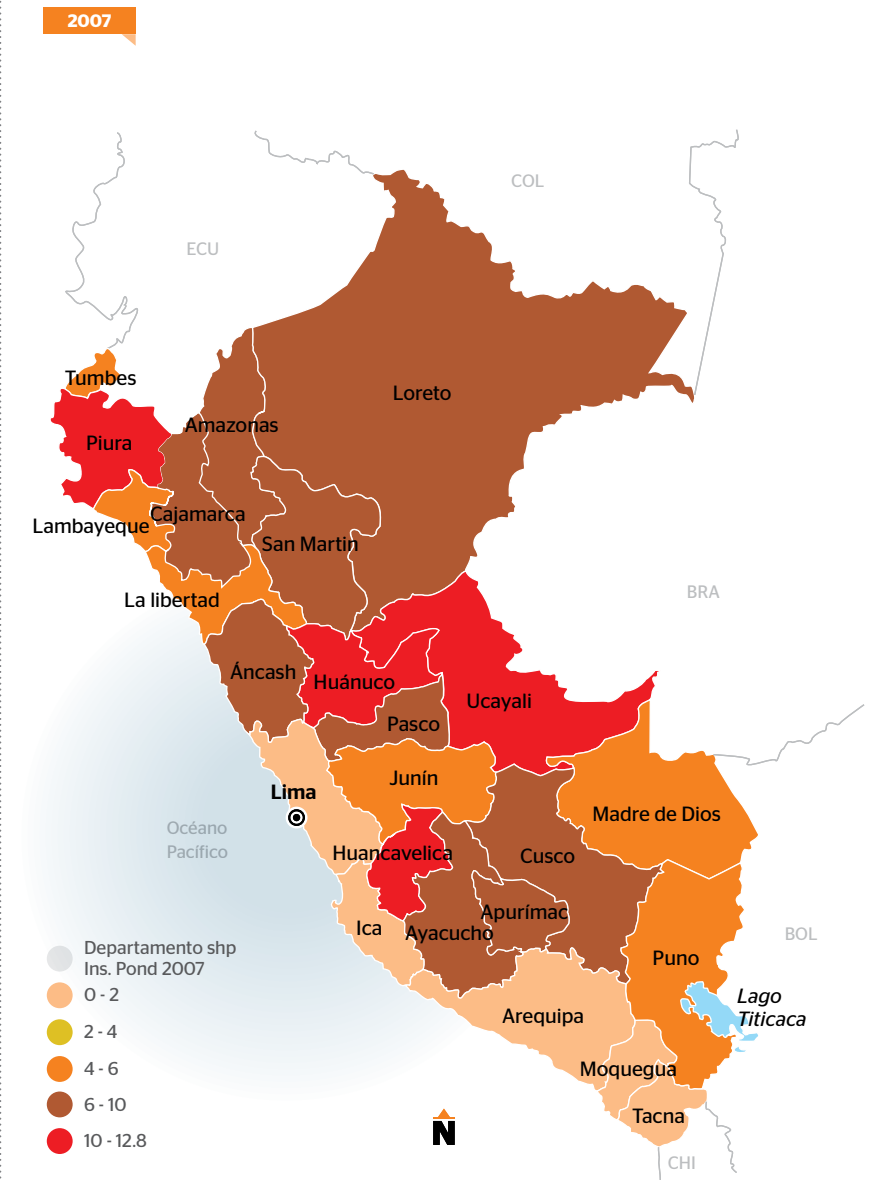 2007
COL
ECU
Tumbes
Loreto
Amazonas
Piura
Cajamarca
Lambayeque
San Martin
BRA
La libertad
Áncash
Huánuco
Ucayali
Pasco
Junín
Lima
Madre de Dios
Océano
Pacífico
Huancavelica
Cusco
Apurímac
Ica
Ayacucho
BOL
Puno
Lago
Titicaca
Arequipa
Moquegua
Tacna
CHI
N
Departamento shp
Ins. Pond 2007
0 - 2
2 - 4
4 - 6
6 - 10
10 - 12.8